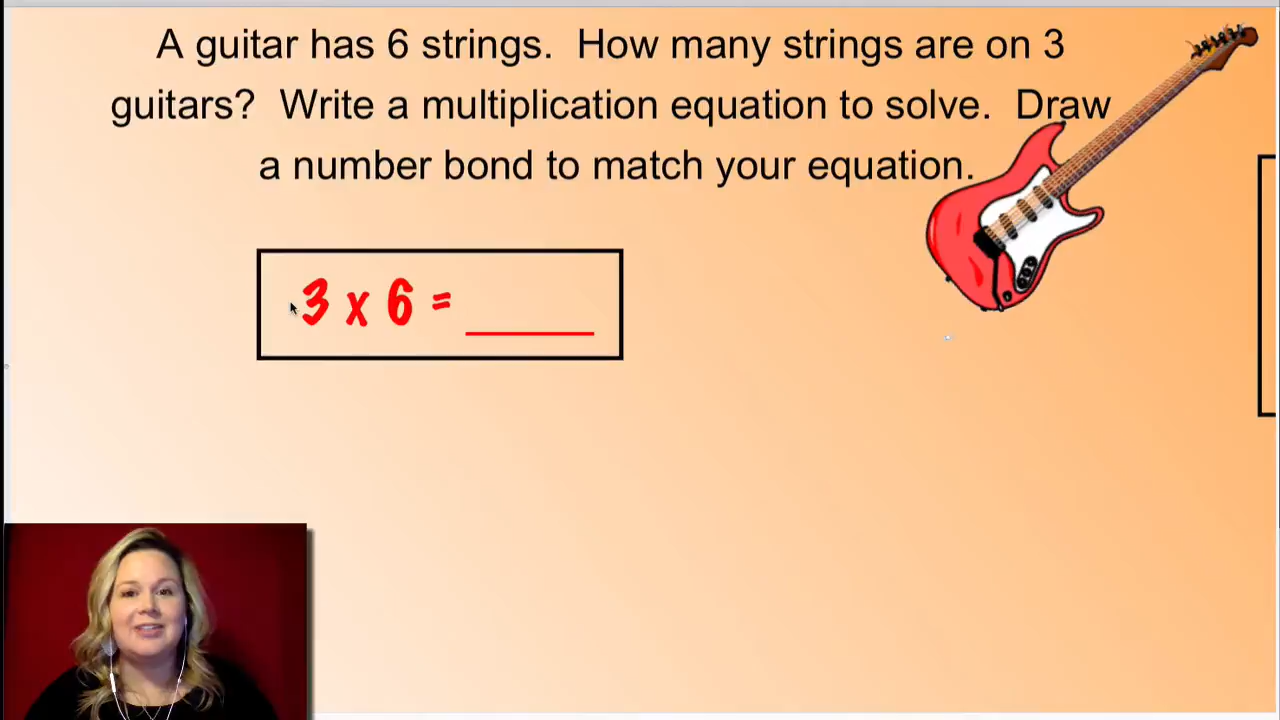 A guitar has 6 strings.  How many strings are on 3
guitars?  Write a multiplication equation to solve.  Draw
a number bond to match your equation.
3 x 6 = _____